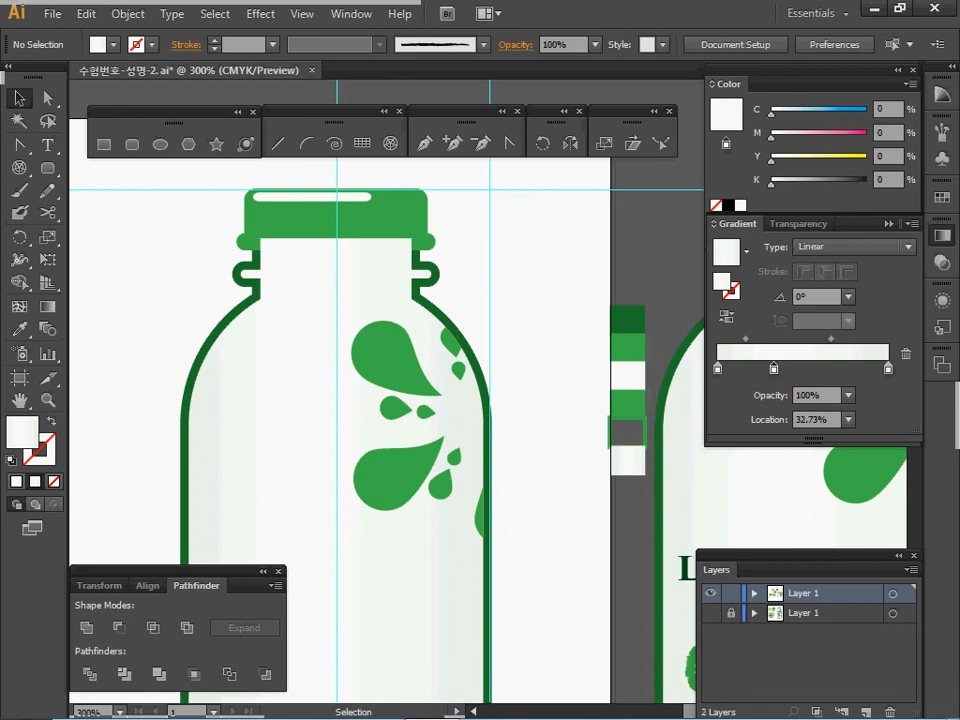 Ai File Edit Object Type Select Effect View Window Help Br Essentials
No Selection Stroke: Opacity: 100% Style: Document Setup Preferences
수험번호-성명-2.ai* @ 300% (CMYK/Preview)
Color
C 0 %
M 0 %
Y 0 %
K 0 %
Gradient Transparency
Type: Linear
Stroke:
0°
Opacity: 100%
Location: 32.73%
Transform Align Pathfinder
Shape Modes:
Expand
Pathfinders:
L
Layers
Layer 1
Layer 1
2 Layers
300% 1 Selection